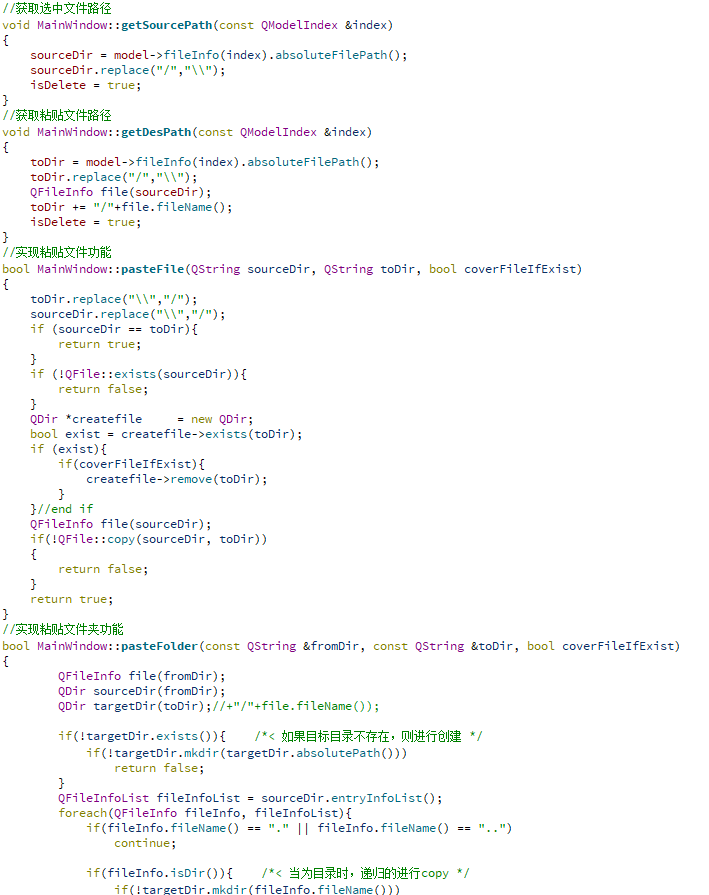 //获取选中文件路径
void MainWindow::getSourcePath(const QModelIndex &index)
{
    sourceDir = model->fileInfo(index).absoluteFilePath();
    sourceDir.replace("/","\\");
    isDelete = true;
}
//获取粘贴文件路径
void MainWindow::getDesPath(const QModelIndex &index)
{
    toDir = model->fileInfo(index).absoluteFilePath();
    toDir.replace("/","\\");
    QFileInfo file(sourceDir);
    toDir += "/"+file.fileName();
    isDelete = true;
}
//实现粘贴文件功能
bool MainWindow::pasteFile(QString sourceDir, QString toDir, bool coverFileIfExist)
{
    toDir.replace("\\","/");
    sourceDir.replace("\\","/");
    if (sourceDir == toDir){
        return true;
    }
    if (!QFile::exists(sourceDir)){
        return false;
    }
    QDir *createfile     = new QDir;
    bool exist = createfile->exists(toDir);
    if (exist){
        if(coverFileIfExist){
            createfile->remove(toDir);
        }
    }//end if
    QFileInfo file(sourceDir);
    if(!QFile::copy(sourceDir, toDir))
    {
        return false;
    }
    return true;
}
//实现粘贴文件夹功能
bool MainWindow::pasteFolder(const QString &fromDir, const QString &toDir, bool coverFileIfExist)
{
        QFileInfo file(fromDir);
        QDir sourceDir(fromDir);
        QDir targetDir(toDir);//+"/"+file.fileName());

        if(!targetDir.exists()){    /*< 如果目标目录不存在，则进行创建 */
            if(!targetDir.mkdir(targetDir.absolutePath()))
                return false;
        }
        QFileInfoList fileInfoList = sourceDir.entryInfoList();
        foreach(QFileInfo fileInfo, fileInfoList){
            if(fileInfo.fileName() == "." || fileInfo.fileName() == "..")
                continue;

            if(fileInfo.isDir()){    /*< 当为目录时，递归的进行copy */
                if(!targetDir.mkdir(fileInfo.fileName()))